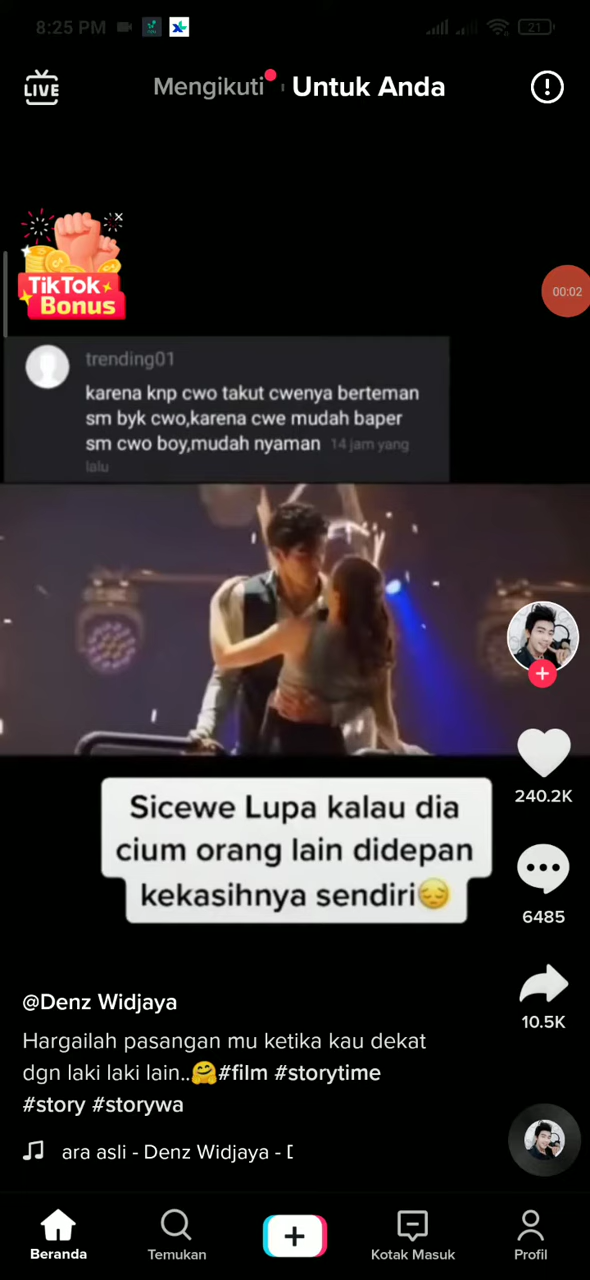 8:25 PM
21
LIVE
Mengikuti
Untuk Anda
TikTok
Bonus
00:02
trending01
karena knp cwo takut cwenya berteman
sm byk cwo,karena cwe mudah baper
sm cwo boy,mudah nyaman 14 jam yang
lalu
Sicewe Lupa kalau dia
cium orang lain didepan
kekasihnya sendiri😔
240.2K
6485
10.5K
@Denz Widjaya
Hargailah pasangan mu ketika kau dekat
dgn laki laki lain..🤗#film #storytime
#story #storywa
ara asli - Denz Widjaya - D
Beranda
Temukan
Kotak Masuk
Profil